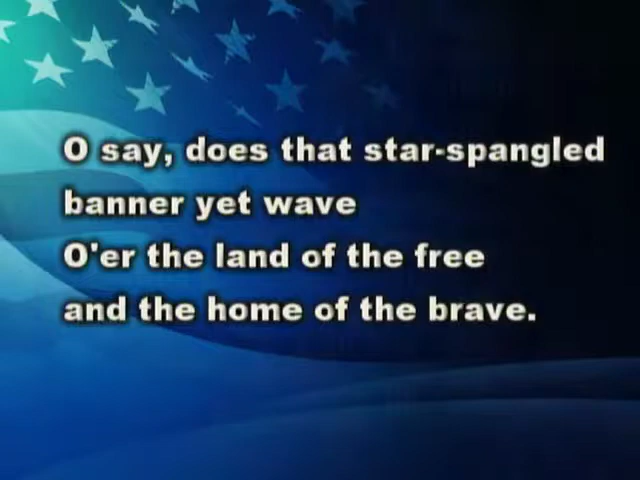 O say, does that star-spangled
banner yet wave
O'er the land of the free
and the home of the brave.